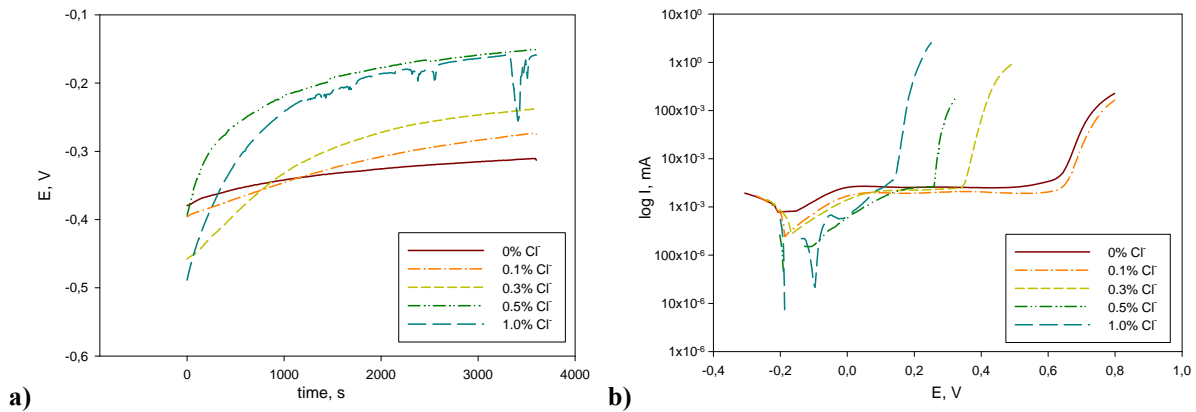 -0,1
-0,2
-0,3
-0,4
-0,5
-0,6
E, V
0
1000
2000
3000
4000
time, s
0% Cl-
0.1% Cl-
0.3% Cl-
0.5% Cl-
1.0% Cl-
a)
10x10⁰
1x10⁰
100x10⁻³
10x10⁻³
1x10⁻³
100x10⁻⁶
10x10⁻⁶
1x10⁻⁶
log I, mA
-0,4
-0,2
0,0
0,2
0,4
0,6
0,8
1,0
E, V
0% Cl-
0.1% Cl-
0.3% Cl-
0.5% Cl-
1.0% Cl-
b)